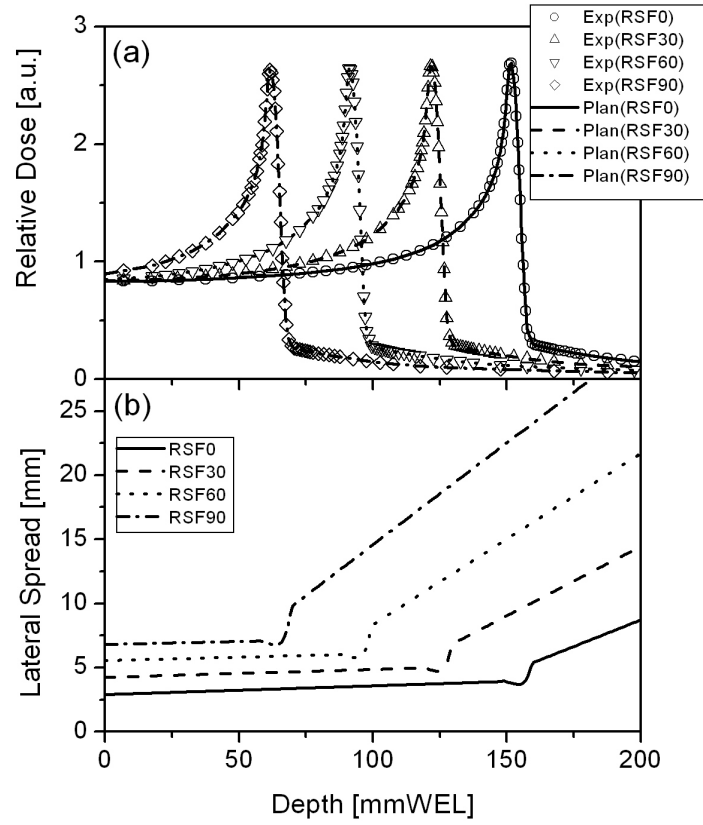 (a)
Exp(RSF0)
Exp(RSF30)
Exp(RSF60)
Exp(RSF90)
Plan(RSF0)
Plan(RSF30)
Plan(RSF60)
Plan(RSF90)
3
2
1
0
Relative Dose [a.u.]
(b)
RSF0
RSF30
RSF60
RSF90
25
20
15
10
5
0
Lateral Spread [mm]
0
50
100
150
200
Depth [mmWEL]